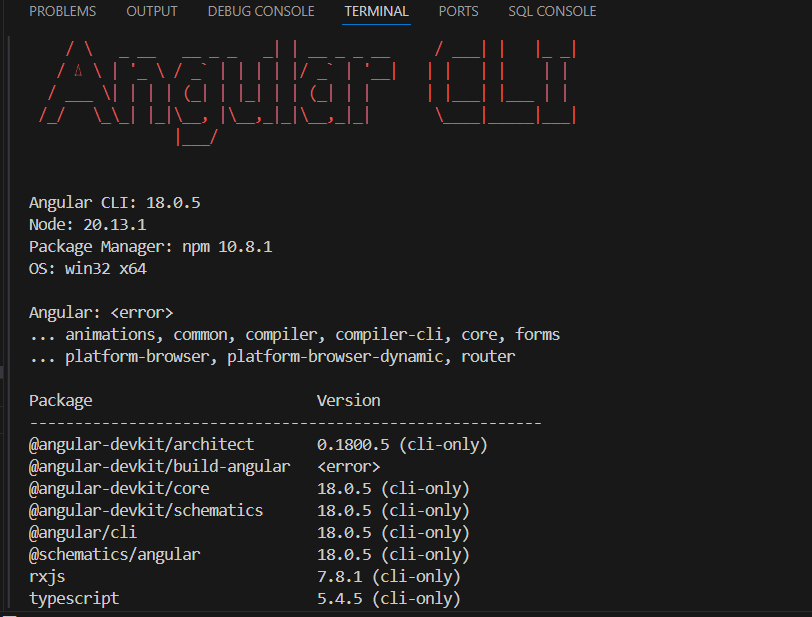 PROBLEMS OUTPUT DEBUG CONSOLE TERMINAL PORTS SQL CONSOLE
Angular CLI
Angular CLI: 18.0.5
Node: 20.13.1
Package Manager: npm 10.8.1
OS: win32 x64
Angular: <error>
... animations, common, compiler, compiler-cli, core, forms
... platform-browser, platform-browser-dynamic, router
Package Version
---------------------------------------------------------
@angular-devkit/architect 0.1800.5 (cli-only)
@angular-devkit/build-angular <error>
@angular-devkit/core 18.0.5 (cli-only)
@angular-devkit/schematics 18.0.5 (cli-only)
@angular/cli 18.0.5 (cli-only)
@schematics/angular 18.0.5 (cli-only)
rxjs 7.8.1 (cli-only)
typescript 5.4.5 (cli-only)